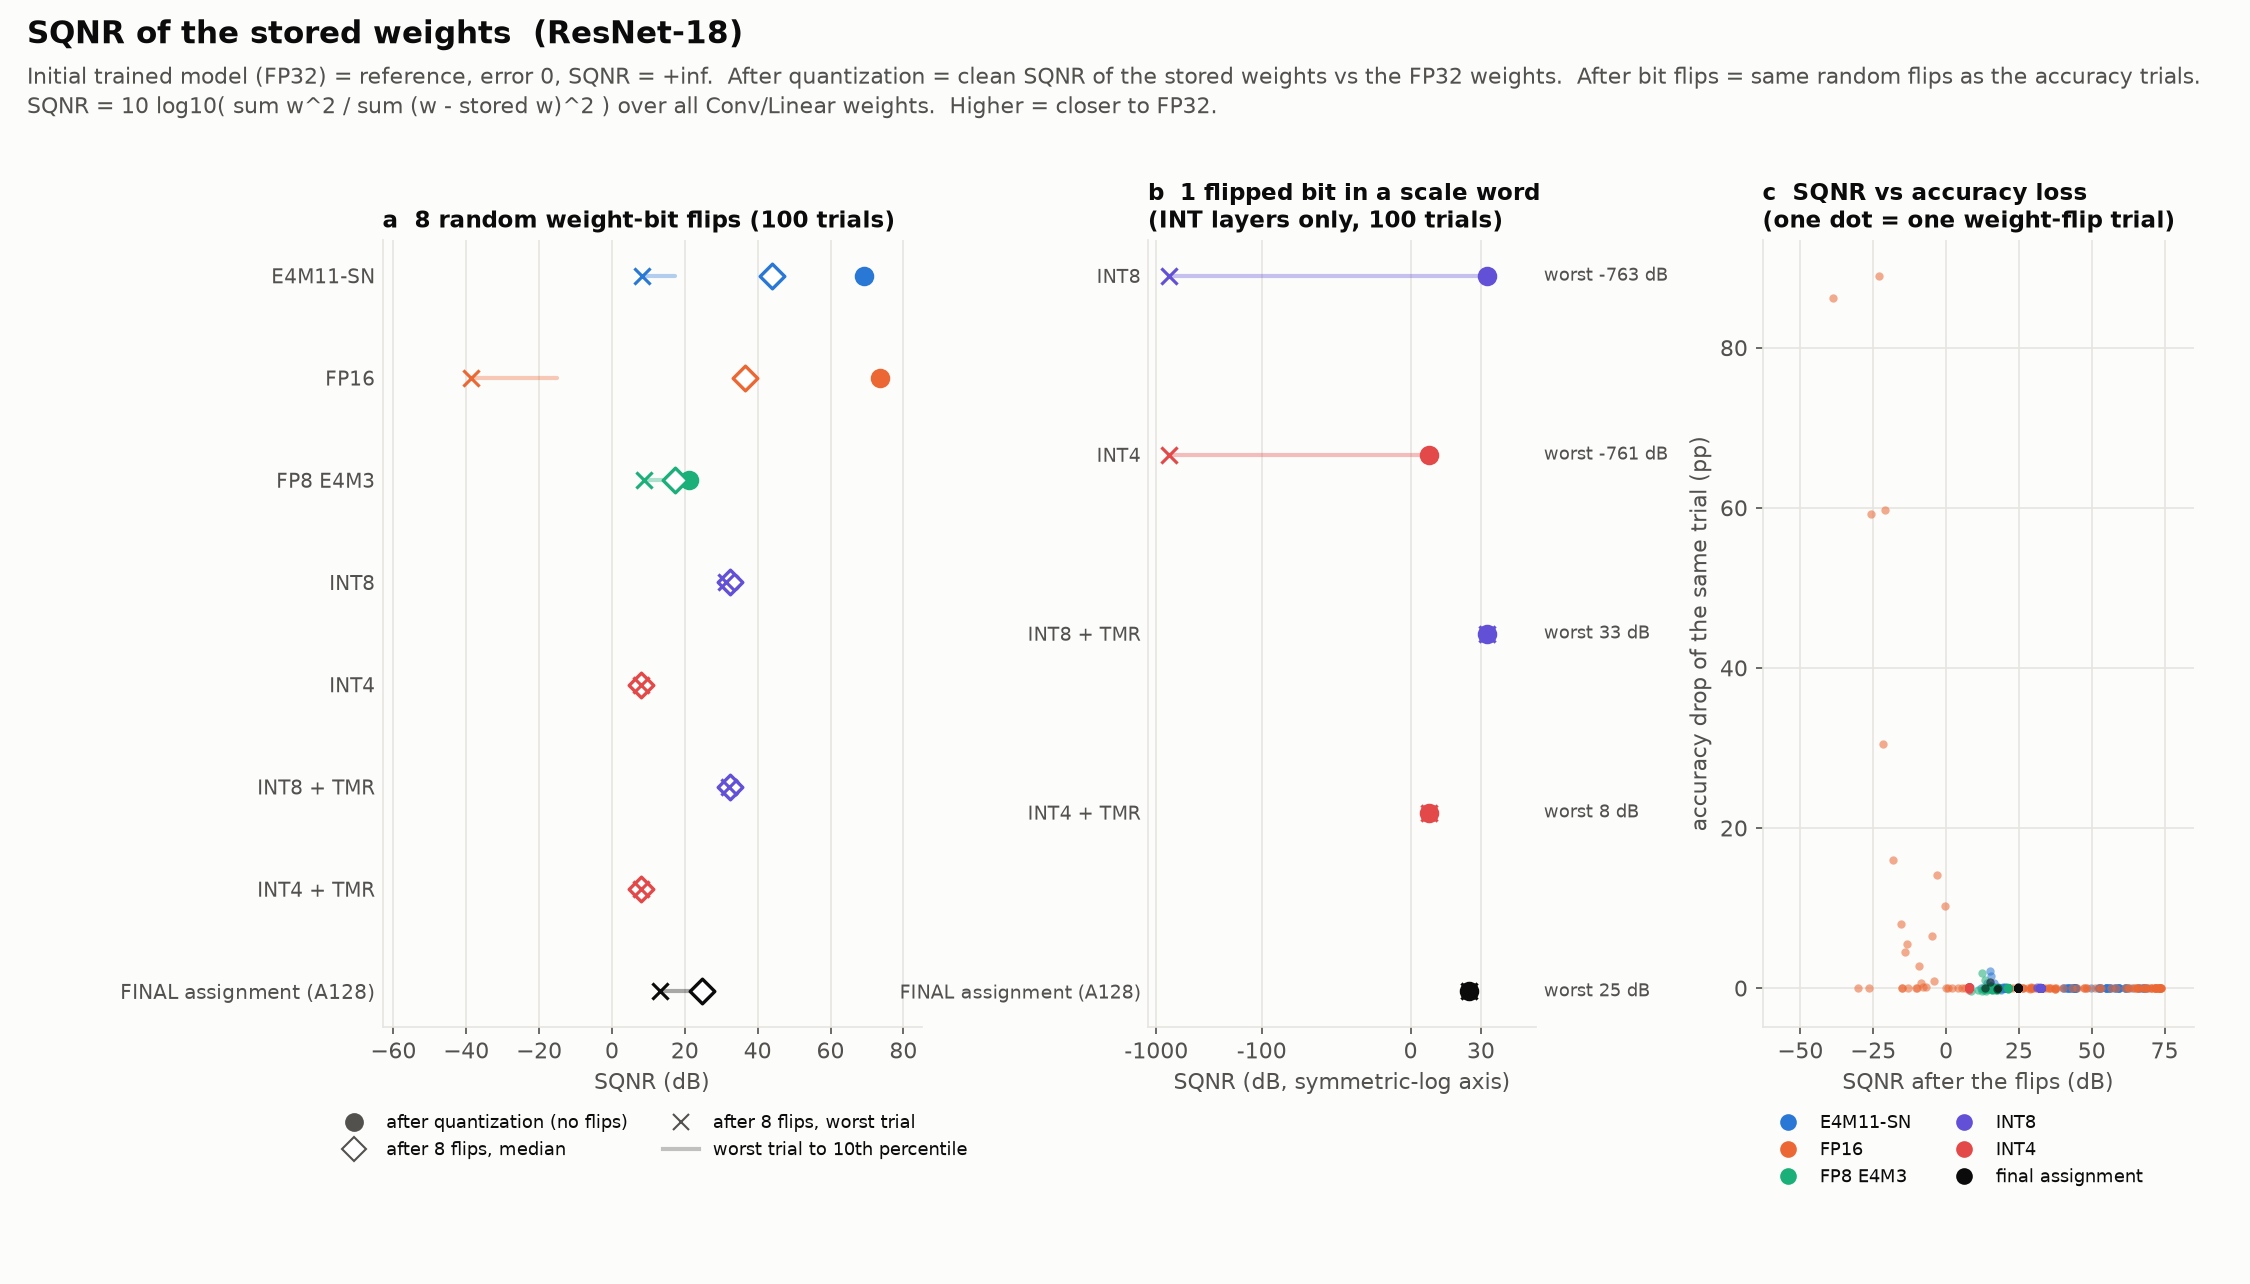 SQNR of the stored weights  (ResNet-18)
Initial trained model (FP32) = reference, error 0, SQNR = +inf.  After quantization = clean SQNR of the stored weights vs the FP32 weights.  After bit flips = same random flips as the accuracy trials.
SQNR = 10 log10( sum w^2 / sum (w - stored w)^2 ) over all Conv/Linear weights.  Higher = closer to FP32.
a  8 random weight-bit flips (100 trials)
E4M11-SN
FP16
FP8 E4M3
INT8
INT4
INT8 + TMR
INT4 + TMR
FINAL assignment (A128)
−60 −40 −20 0 20 40 60 80
SQNR (dB)
after quantization (no flips)
after 8 flips, median
after 8 flips, worst trial
worst trial to 10th percentile
b  1 flipped bit in a scale word
(INT layers only, 100 trials)
INT8 worst -763 dB
INT4 worst -761 dB
INT8 + TMR worst 33 dB
INT4 + TMR worst 8 dB
FINAL assignment (A128) worst 25 dB
-1000 -100 0 30
SQNR (dB, symmetric-log axis)
c  SQNR vs accuracy loss
(one dot = one weight-flip trial)
accuracy drop of the same trial (pp)
80
60
40
20
0
−50 −25 0 25 50 75
SQNR after the flips (dB)
E4M11-SN
FP16
FP8 E4M3
INT8
INT4
final assignment